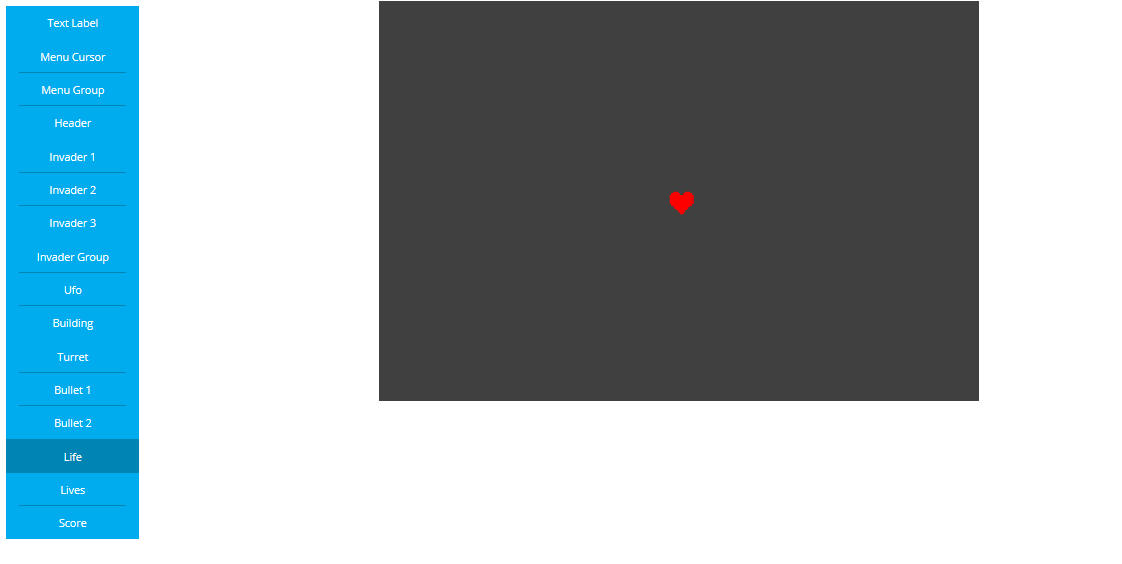 Text Label
Menu Cursor
Menu Group
Header
Invader 1
Invader 2
Invader 3
Invader Group
Ufo
Building
Turret
Bullet 1
Bullet 2
Life
Lives
Score